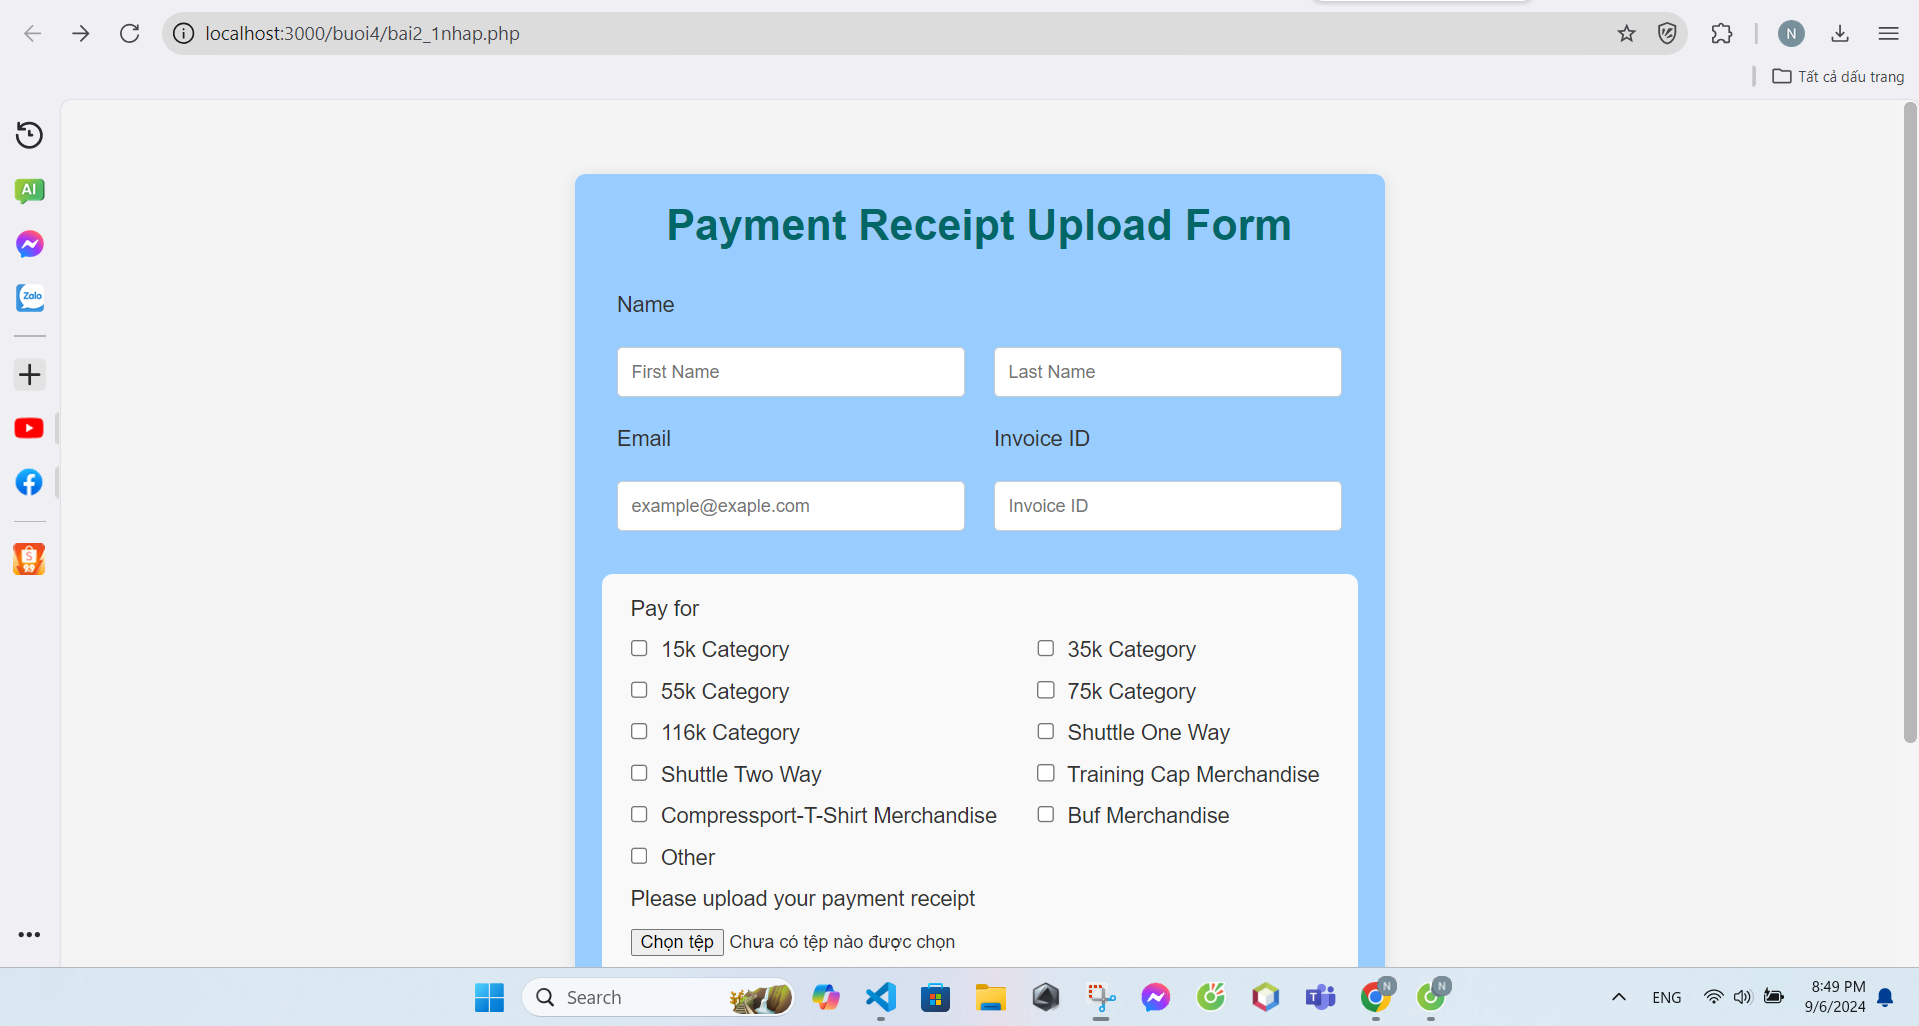 localhost:3000/buoi4/bai2_1nhap.php
N
Tất cả dấu trang
AI
Zalo
Payment Receipt Upload Form
Name
First Name
Last Name
Email
Invoice ID
example@exaple.com
Invoice ID
S
9.9
Pay for
15k Category
35k Category
55k Category
75k Category
116k Category
Shuttle One Way
Shuttle Two Way
Training Cap Merchandise
Compressport-T-Shirt Merchandise
Buf Merchandise
Other
Please upload your payment receipt
Chọn tệp Chưa có tệp nào được chọn
Search
T
N
N
ENG
8:49 PM
9/6/2024